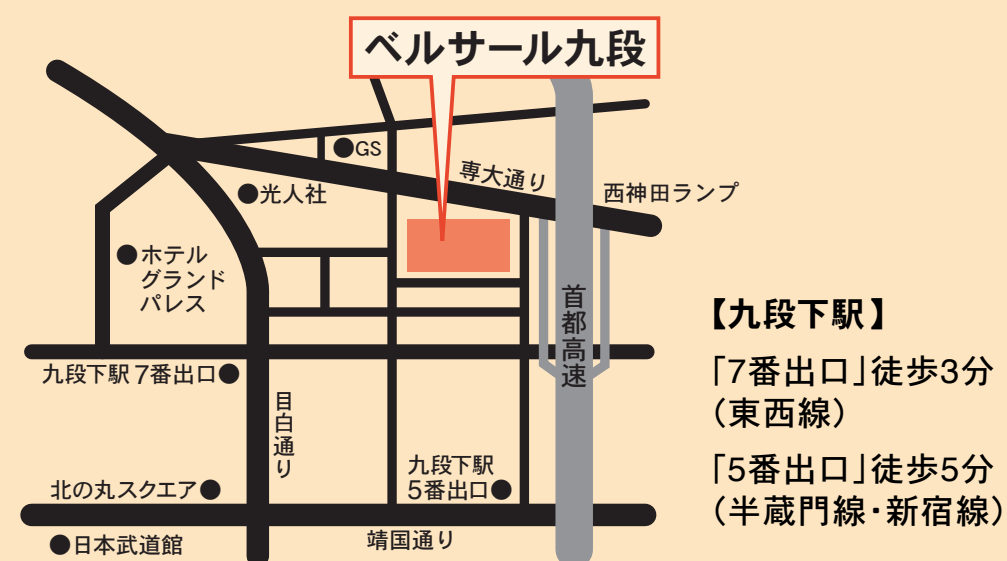 ベルサール九段
●GS
専大通り
西神田ランプ
●光人社
●ホテル
グランド
パレス
首都高速
九段下駅 7番出口●
目白通り
北の丸スクエア●
九段下駅
5番出口●
●日本武道館
靖国通り
【九段下駅】
「7番出口」徒歩3分
（東西線）
「5番出口」徒歩5分
（半蔵門線・新宿線）